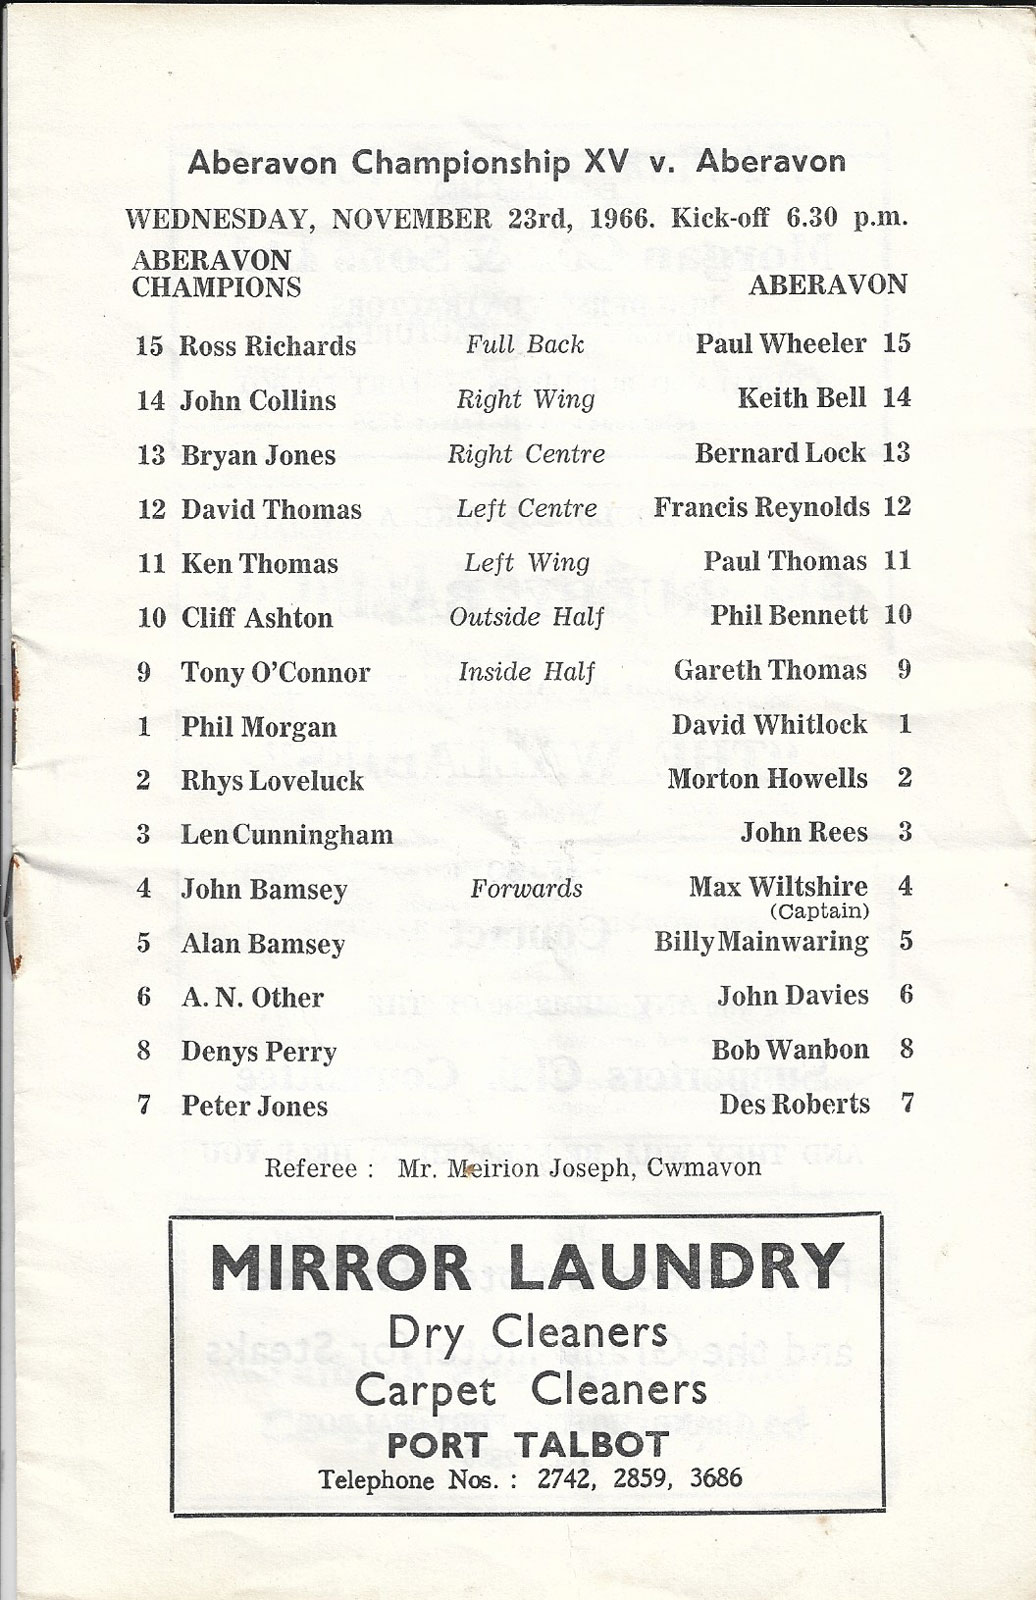 Aberavon Championship XV v. Aberavon
WEDNESDAY, NOVEMBER 23rd, 1966. Kick-off 6.30 p.m.
ABERAVON
CHAMPIONS ABERAVON
15 Ross Richards Full Back Paul Wheeler 15
14 John Collins Right Wing Keith Bell 14
13 Bryan Jones Right Centre Bernard Lock 13
12 David Thomas Left Centre Francis Reynolds 12
11 Ken Thomas Left Wing Paul Thomas 11
10 Cliff Ashton Outside Half Phil Bennett 10
9 Tony O'Connor Inside Half Gareth Thomas 9
1 Phil Morgan David Whitlock 1
2 Rhys Loveluck Morton Howells 2
3 Len Cunningham John Rees 3
4 John Bamsey Forwards Max Wiltshire 4
(Captain)
5 Alan Bamsey Billy Mainwaring 5
6 A. N. Other John Davies 6
8 Denys Perry Bob Wanbon 8
7 Peter Jones Des Roberts 7
Referee : Mr. Meirion Joseph, Cwmavon
MIRROR LAUNDRY
Dry Cleaners
Carpet Cleaners
PORT TALBOT
Telephone Nos. : 2742, 2859, 3686